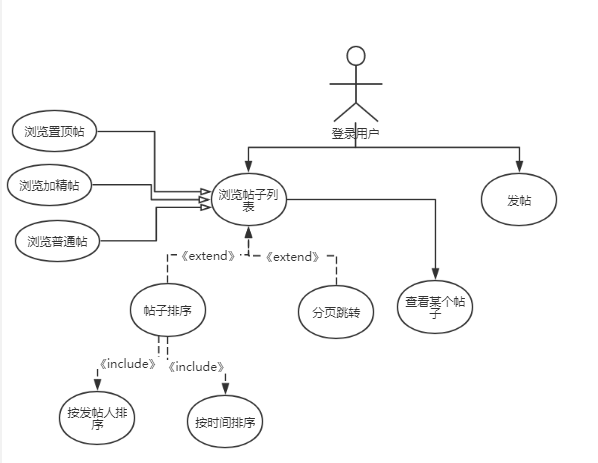 登录用户
浏览置顶帖
浏览加精帖
浏览普通帖
浏览帖子列
表
发帖
《extend》
《extend》
帖子排序
分页跳转
查看某个帖
子
《include》
《include》
按发帖人排
序
按时间排序